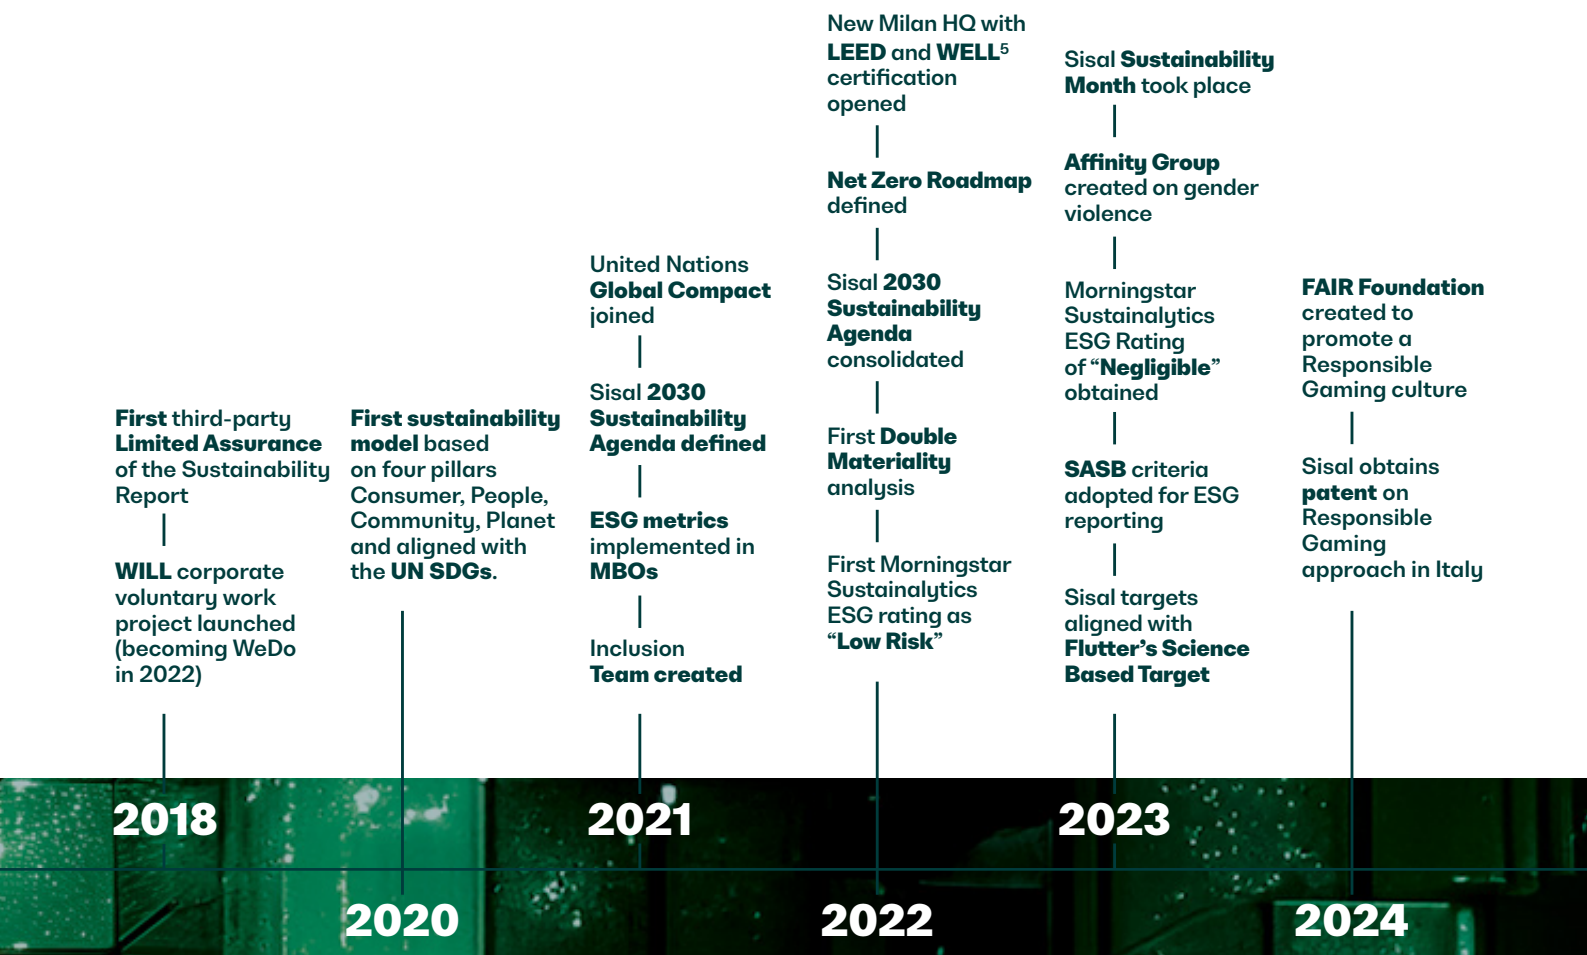 First third-party
Limited Assurance
of the Sustainability
Report
WILL corporate
voluntary work
project launched
(becoming WeDo
in 2022)
2018
First sustainability
model based
on four pillars
Consumer, People,
Community, Planet
and aligned with
the UN SDGs.
2020
United Nations
Global Compact
joined
Sisal 2030
Sustainability
Agenda defined
ESG metrics
implemented in
MBOs
Inclusion
Team created
2021
New Milan HQ with
LEED and WELL⁵
certification
opened
Net Zero Roadmap
defined
Sisal 2030
Sustainability
Agenda
consolidated
First Double
Materiality
analysis
First Morningstar
Sustainalytics
ESG rating as
“Low Risk”
2022
Sisal Sustainability
Month took place
Affinity Group
created on gender
violence
Morningstar
Sustainalytics
ESG Rating
of “Negligible”
obtained
SASB criteria
adopted for ESG
reporting
Sisal targets
aligned with
Flutter’s Science
Based Target
2023
FAIR Foundation
created to
promote a
Responsible
Gaming culture
Sisal obtains
patent on
Responsible
Gaming
approach in Italy
2024